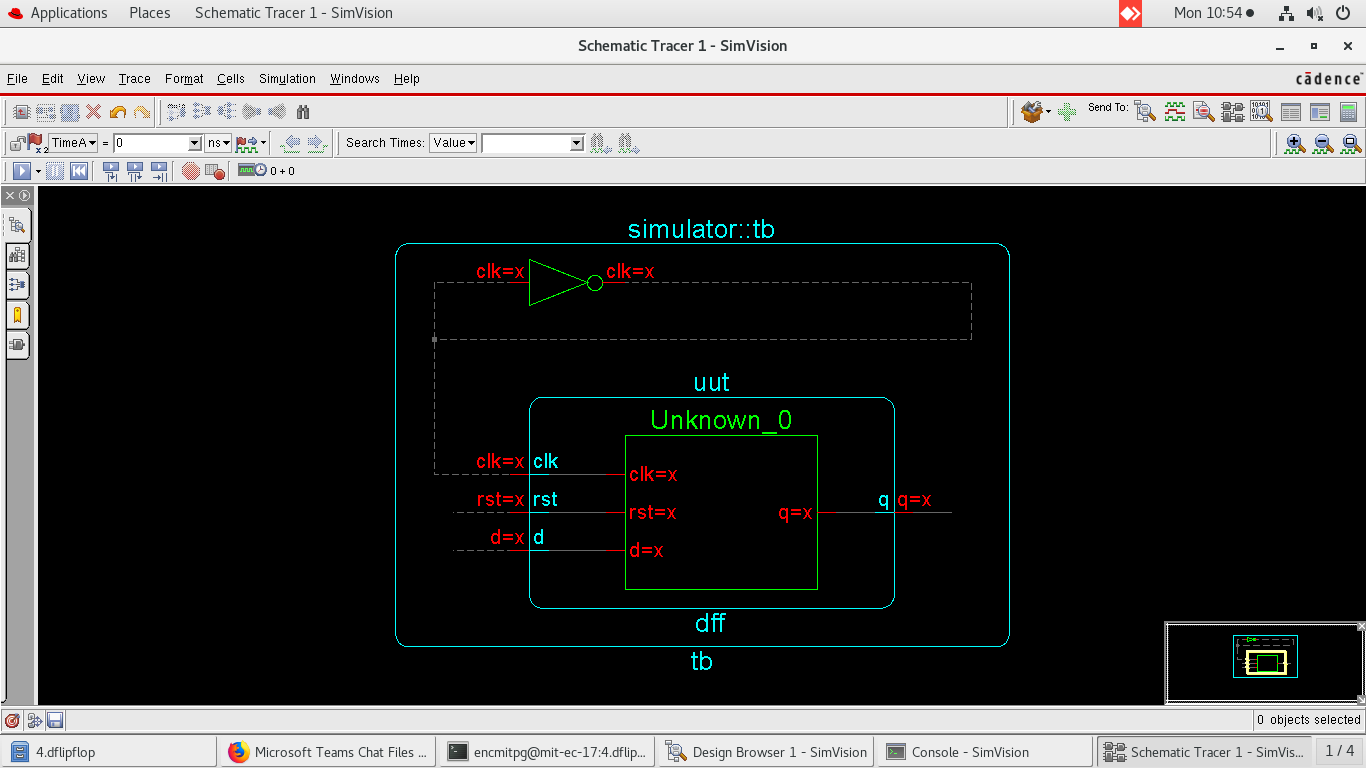 Applications Places Schematic Tracer 1 - SimVision Mon 10:54
Schematic Tracer 1 - SimVision
File Edit View Trace Format Cells Simulation Windows Help cādence
Send To:
TimeA = 0 ns Search Times: Value
0 + 0
simulator::tb
clk=x clk=x
uut
Unknown_0
clk=x clk clk=x
rst=x rst rst=x q=x q q=x
d=x d d=x
dff
tb
0 objects selected
4.dflipflop Microsoft Teams Chat Files ... encmitpg@mit-ec-17:4.dflip... Design Browser 1 - SimVision Console - SimVision Schematic Tracer 1 - SimVis... 1 / 4